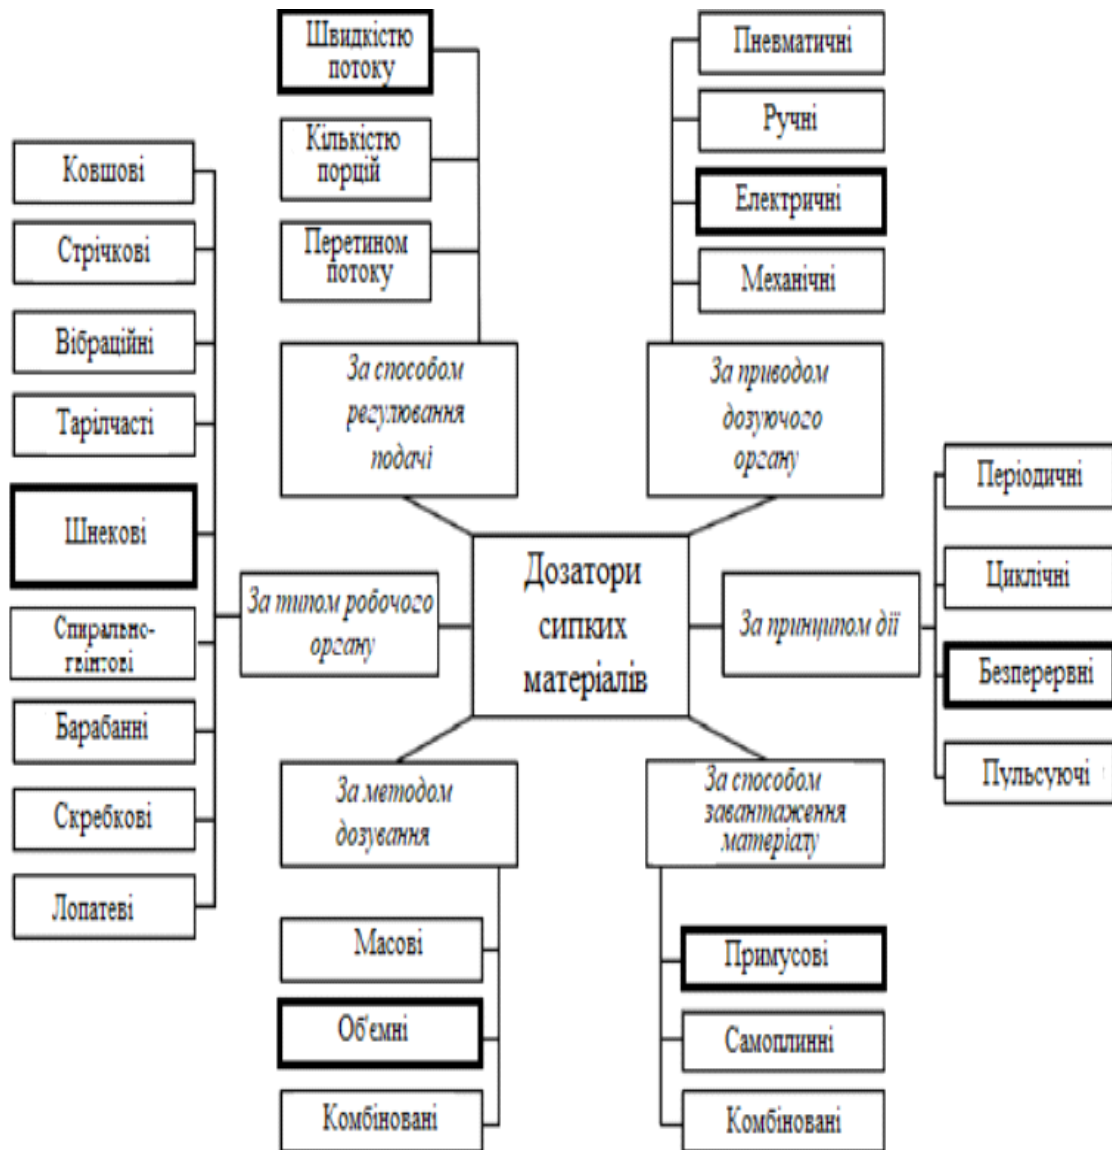 Швидкістю
потоку
Кількістю
порцій
Перетином
потоку
За способом
регулювання
подачі
Пневматичні
Ручні
Електричні
Механічні
За приводом
дозуючого
органу
Ковшові
Стрічкові
Вібраційні
Тарілчасті
Шнекові
Спирально-
гвінтові
Барабанні
Скребкові
Лопатеві
За типом робочого
органу
Дозатори
сипких
матеріалів
За принципом дії
Періодичні
Циклічні
Безперервні
Пульсуючі
За методом
дозування
Масові
Об'ємні
Комбіновані
За способом
завантаження
матеріалу
Примусові
Самоплинні
Комбіновані